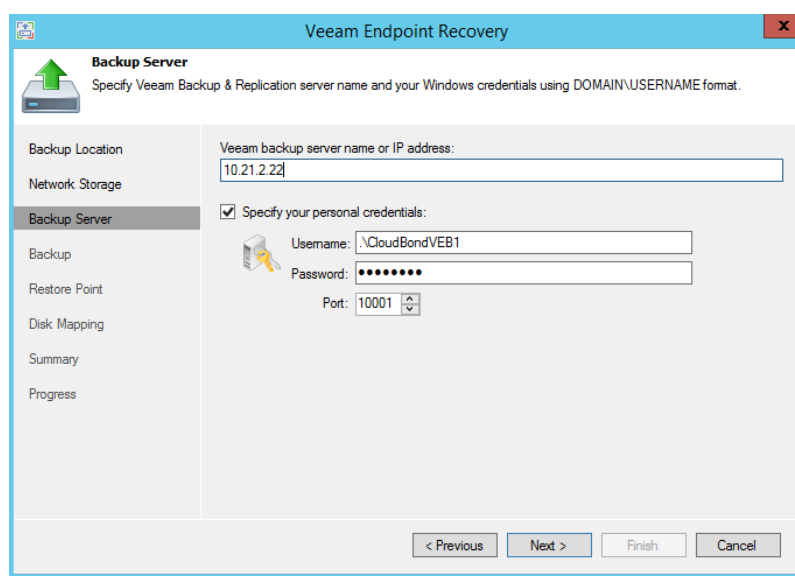 Veeam Endpoint Recovery
x
Backup Server
Specify Veeam Backup & Replication server name and your Windows credentials using DOMAIN\USERNAME format.
Backup Location
Network Storage
Backup Server
Backup
Restore Point
Disk Mapping
Summary
Progress
Veeam backup server name or IP address:
10.21.2.22
Specify your personal credentials:
Username: .\CloudBondVEB1
Password: ●●●●●●●●
Port: 10001
< Previous Next > Finish Cancel